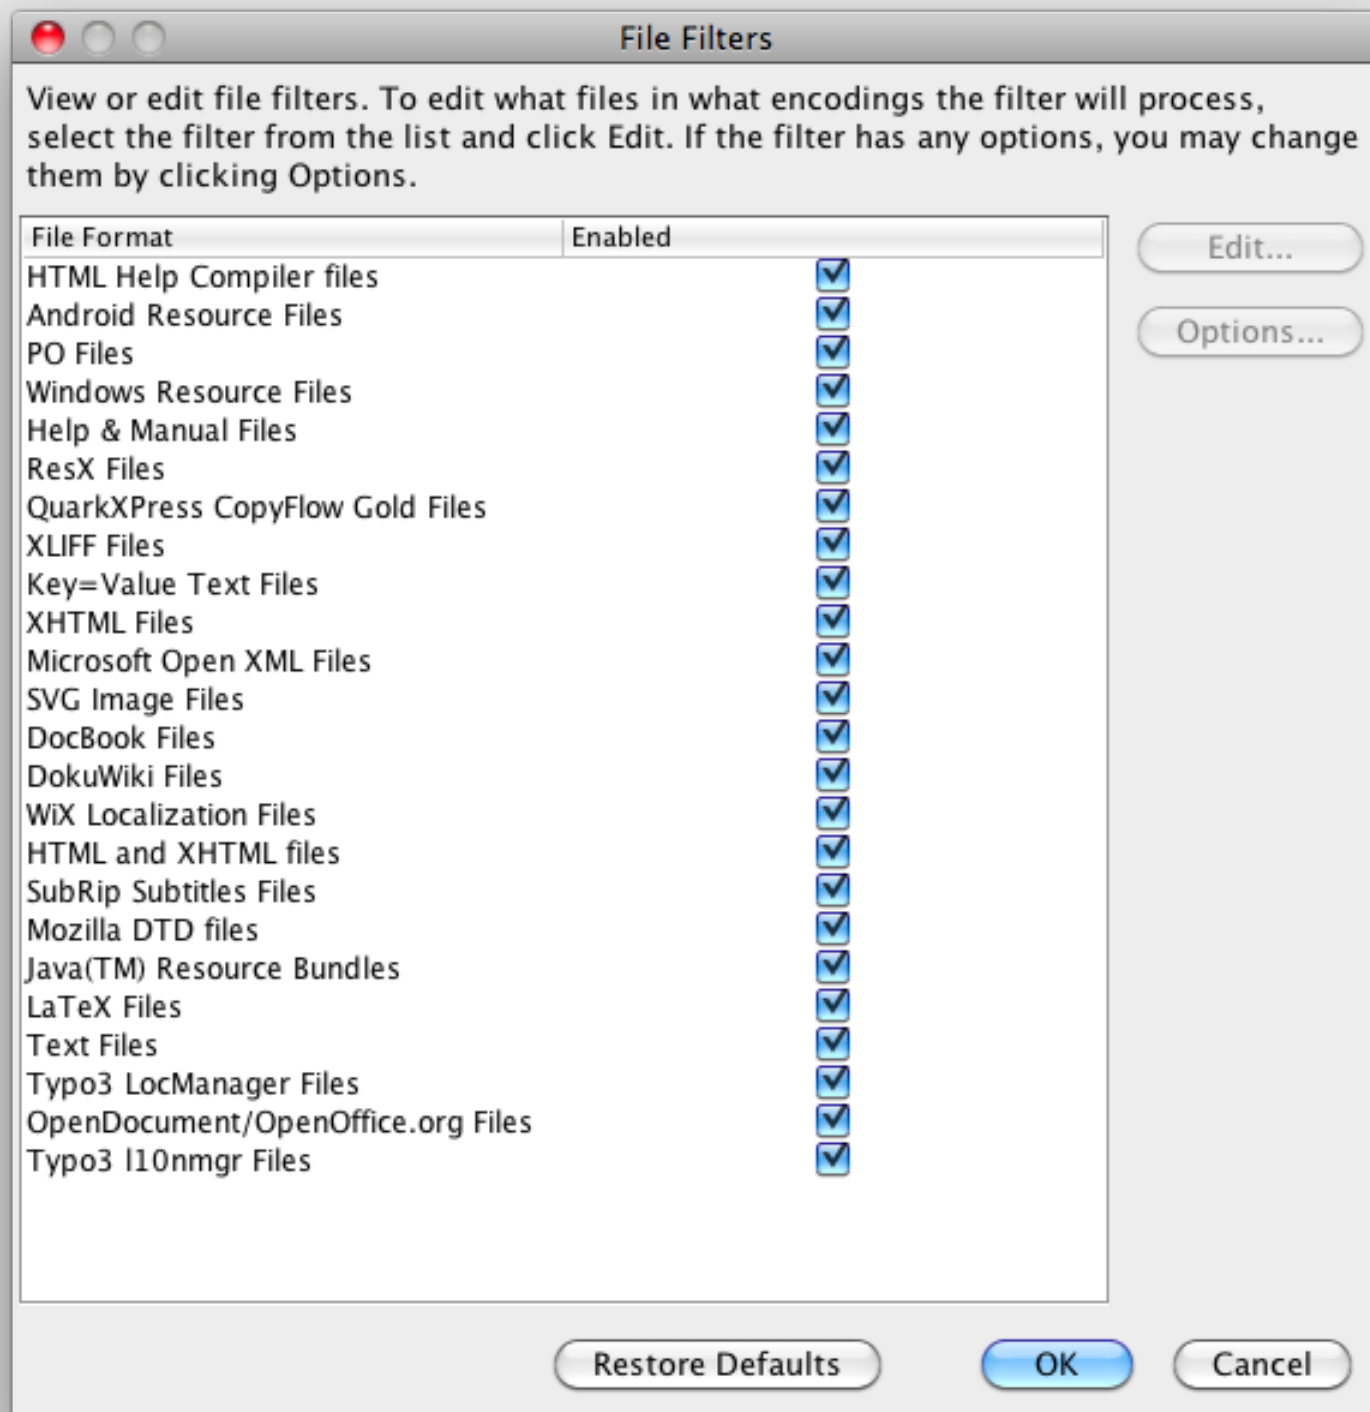 File Filters
View or edit file filters. To edit what files in what encodings the filter will process,
select the filter from the list and click Edit. If the filter has any options, you may change
them by clicking Options.
File Format Enabled
Edit...
HTML Help Compiler files
Android Resource Files
Options...
PO Files
Windows Resource Files
Help & Manual Files
ResX Files
QuarkXPress CopyFlow Gold Files
XLIFF Files
Key=Value Text Files
XHTML Files
Microsoft Open XML Files
SVG Image Files
DocBook Files
DokuWiki Files
WiX Localization Files
HTML and XHTML files
SubRip Subtitles Files
Mozilla DTD files
Java(TM) Resource Bundles
LaTeX Files
Text Files
Typo3 LocManager Files
OpenDocument/OpenOffice.org Files
Typo3 l10nmgr Files
Restore Defaults OK Cancel